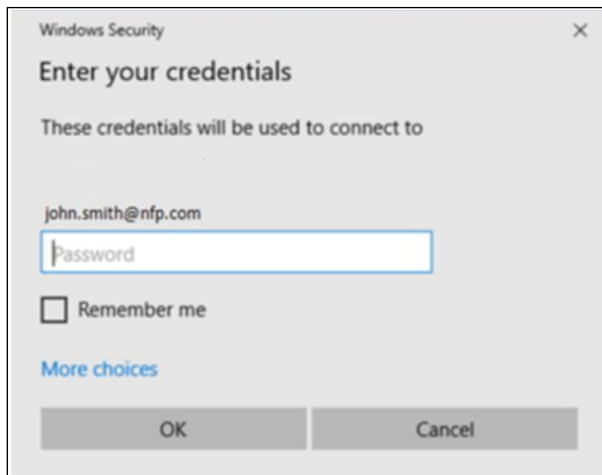 Windows Security
Enter your credentials
These credentials will be used to connect to
john.smith@nfp.com
Password
Remember me
More choices
OK Cancel